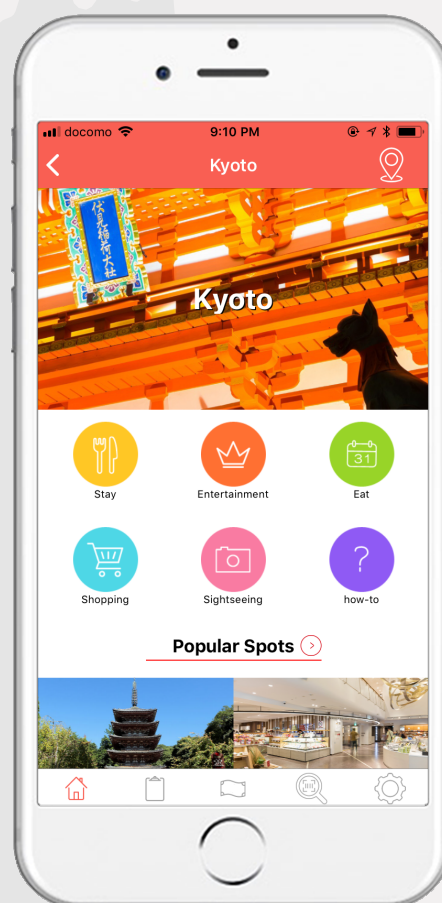 docomo 9:10 PM
Kyoto
伏見稲荷大社
Kyoto
Stay Entertainment Eat
31
Shopping Sightseeing how-to
?
Popular Spots >